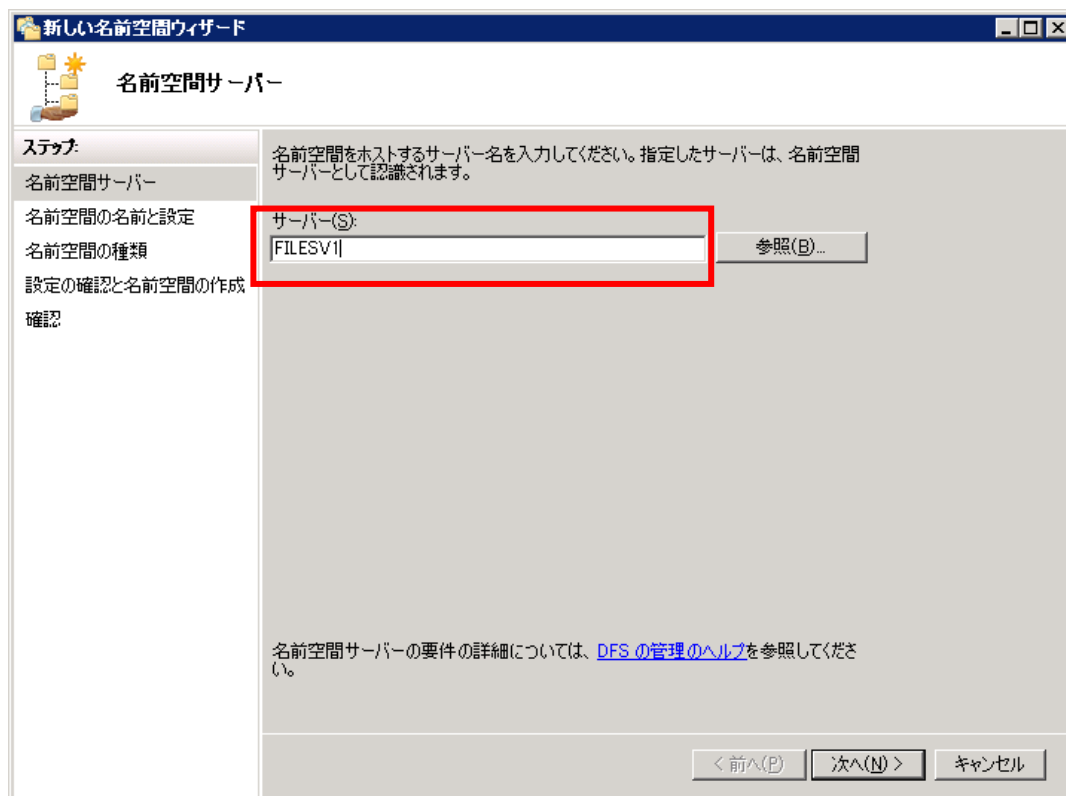 新しい名前空間ウィザード
名前空間サーバー
ステップ:
名前空間サーバー
名前空間の名前と設定
名前空間の種類
設定の確認と名前空間の作成
確認
名前空間をホストするサーバー名を入力してください。指定したサーバーは、名前空間
サーバーとして認識されます。
サーバー(S):
FILESV1
参照(B)...
名前空間サーバーの要件の詳細については、DFS の管理のヘルプを参照してくださ
い。
< 前へ(P)
次へ(N) >
キャンセル